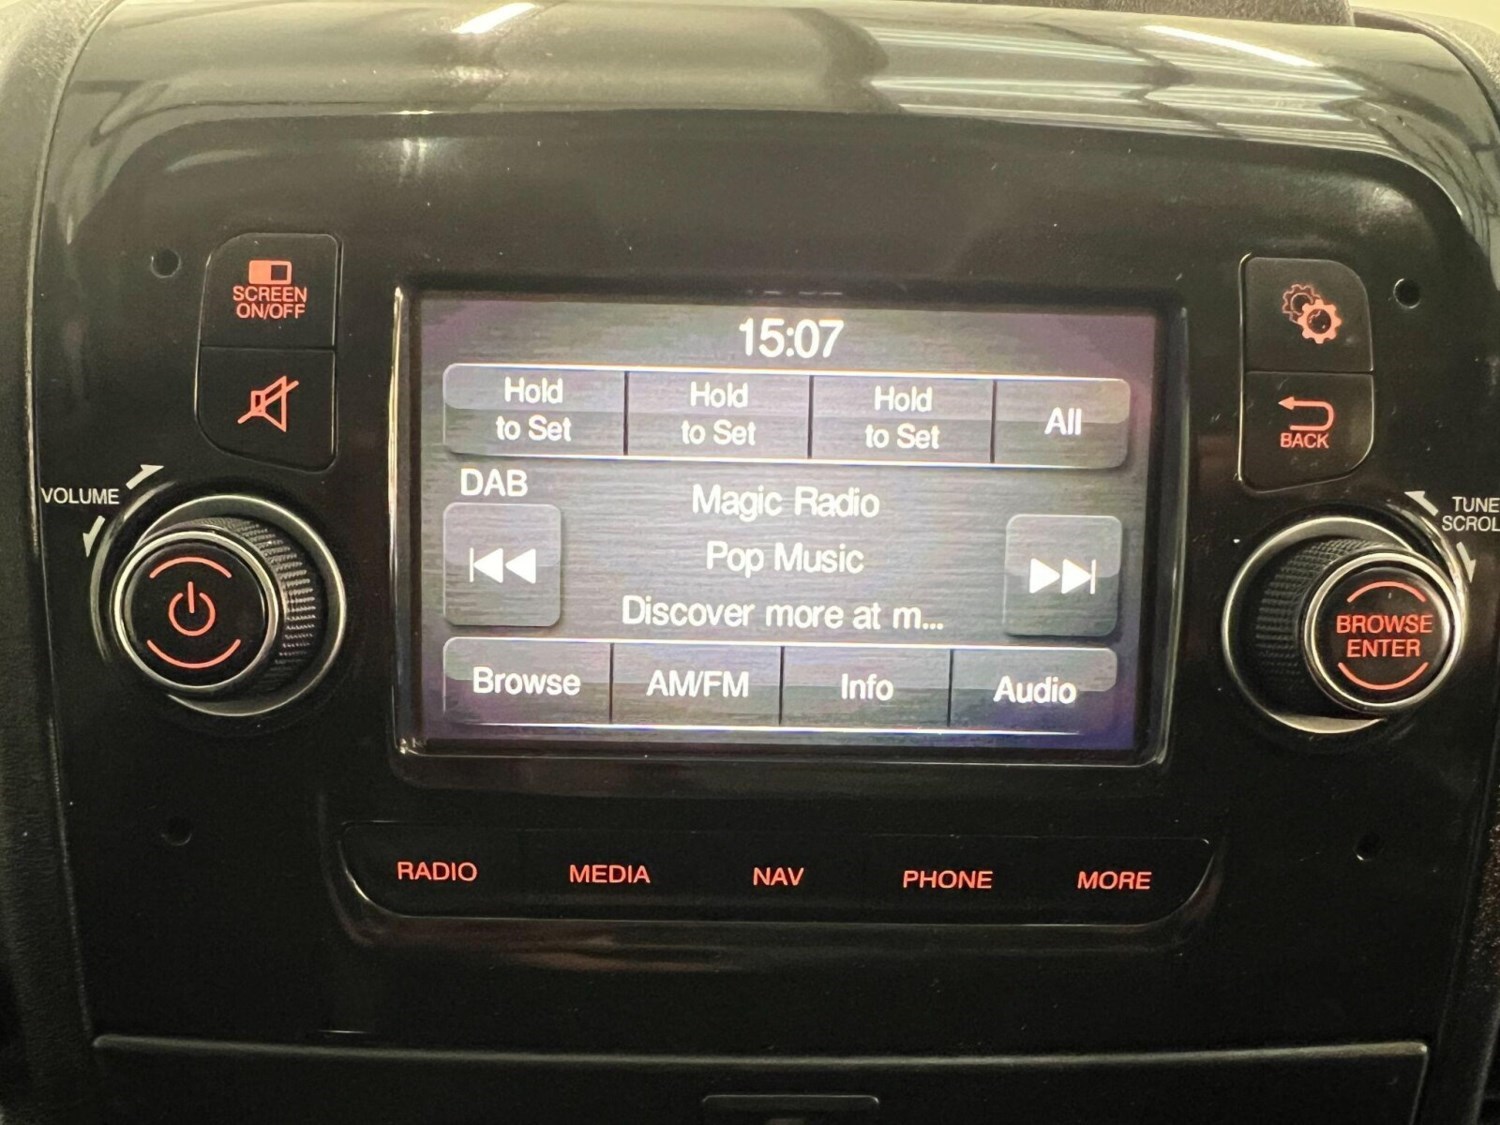 SCREEN
ON/OFF
VOLUME
15:07
Hold
to Set
Hold
to Set
Hold
to Set
All
DAB
Magic Radio
Pop Music
Discover more at m...
Browse
AM/FM
Info
Audio
BACK
TUNE
SCROL
BROWSE
ENTER
RADIO
MEDIA
NAV
PHONE
MORE